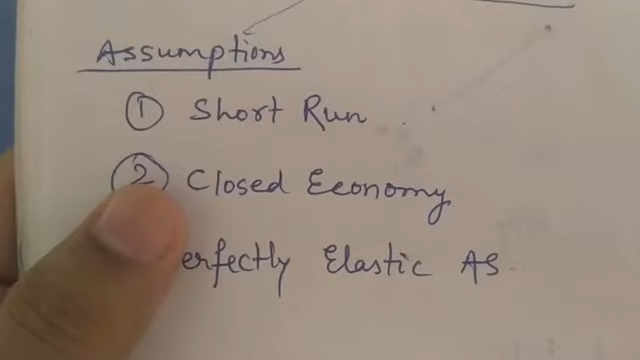 Assumptions
① Short Run
② Closed Economy
erfectly Elastic AS